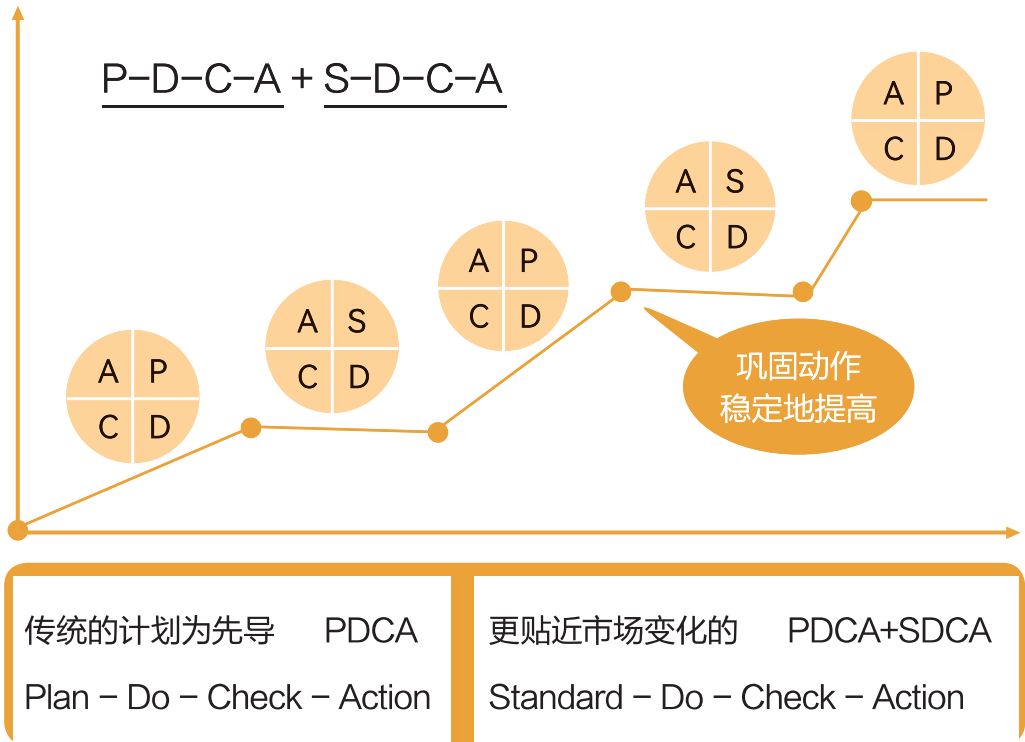 P-D-C-A + S-D-C-A
A P
C D
A S
C D
A P
C D
A S
C D
A P
C D
巩固动作
稳定地提高
传统的计划为先导 PDCA
Plan - Do - Check - Action
更贴近市场变化的 PDCA+SDCA
Standard - Do - Check - Action